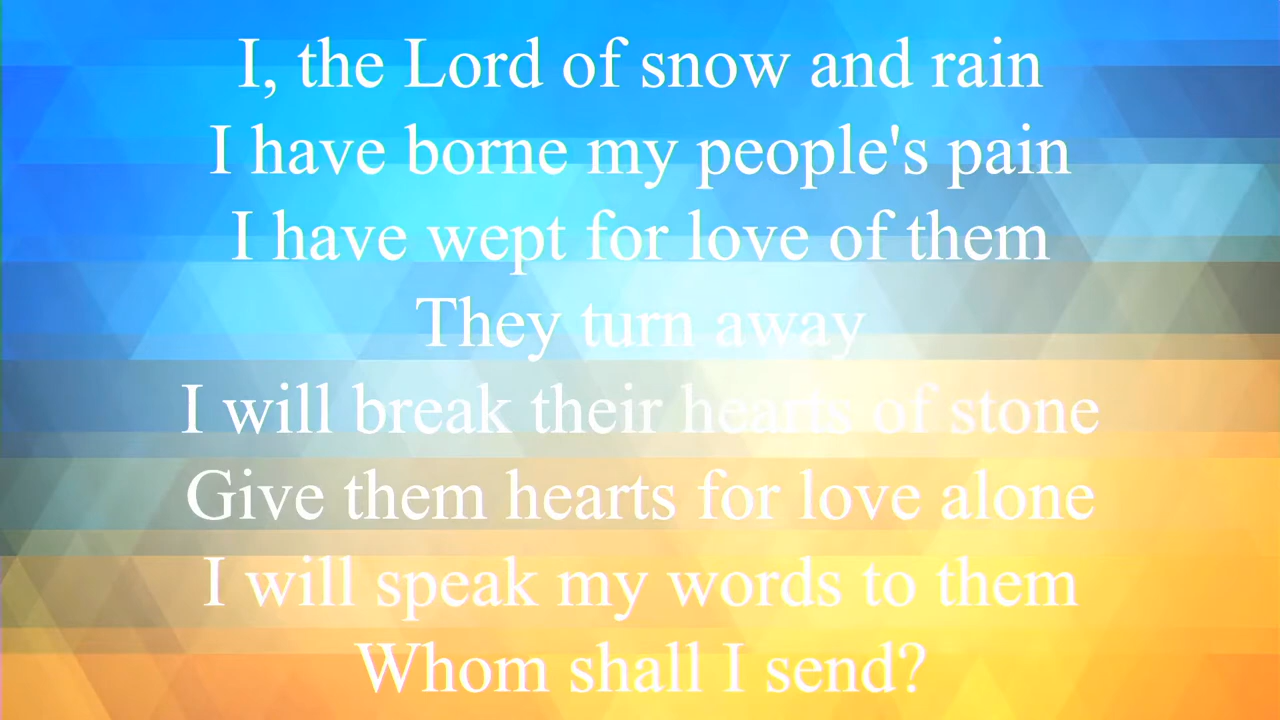 I, the Lord of snow and rain
I have borne my people's pain
I have wept for love of them
They turn away
I will break their hearts of stone
Give them hearts for love alone
I will speak my words to them
Whom shall I send?